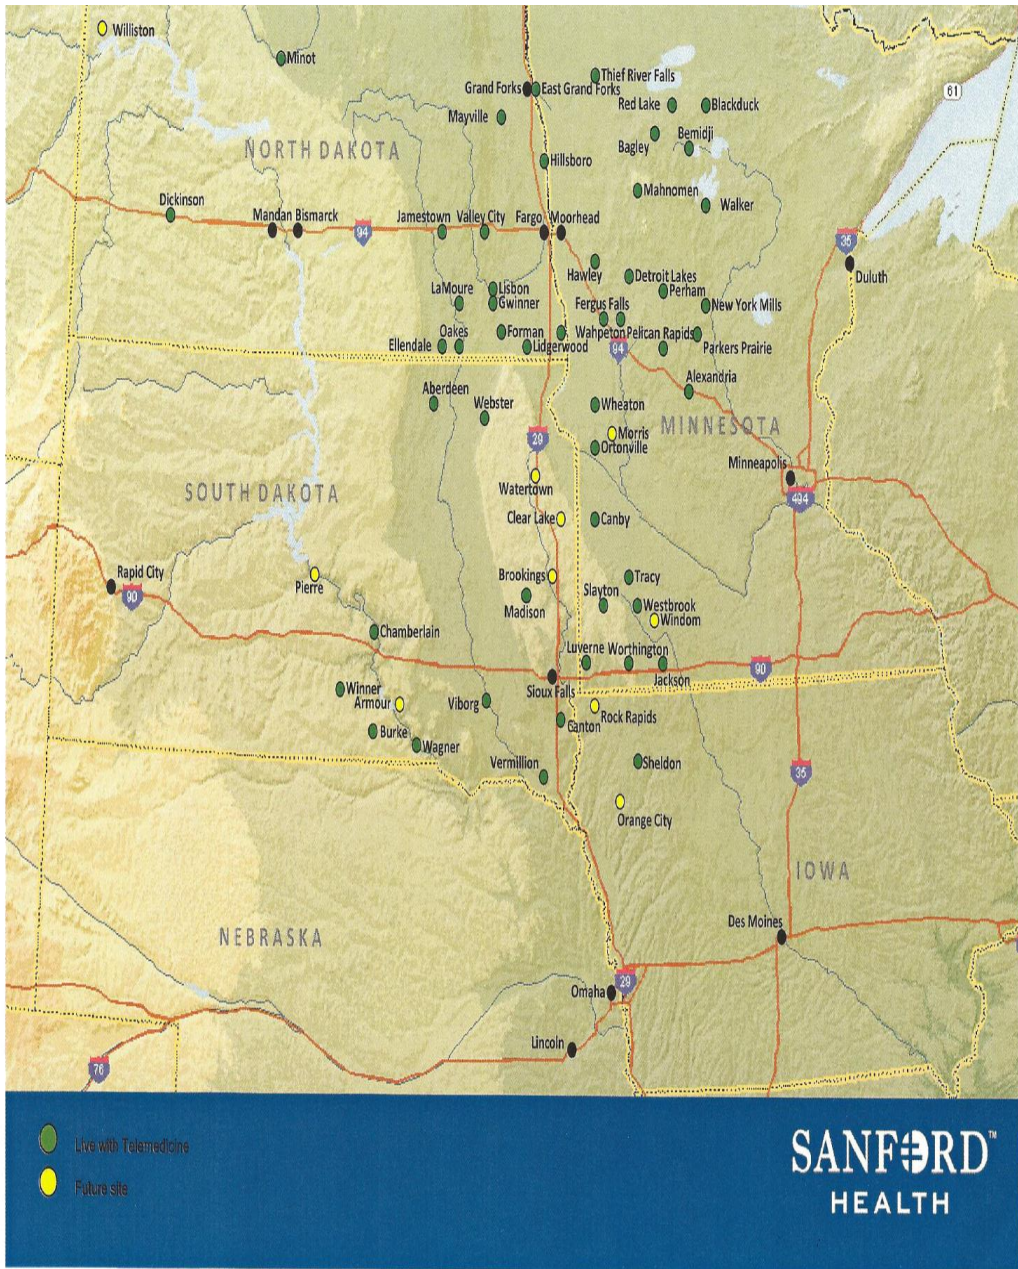 Williston
Minot
Thief River Falls
Grand Forks
East Grand Forks
61
Red Lake
Blackduck
Mayville
Bemidji
Bagley
NORTH DAKOTA
Hillsboro
Mahnomen
Dickinson
Walker
Mandan Bismarck
94
Jamestown
Valley City
Fargo
Moorhead
35
Duluth
Hawley
Detroit Lakes
Perham
LaMoure
Lisbon
Gwinner
Fergus Falls
New York Mills
Oakes
Forman
Wahpeton
Pelican Rapids
Ellendale
Lidgerwood
94
Parkers Prairie
Alexandria
Aberdeen
Webster
Wheaton
MINNESOTA
Morris
29
Ortonville
Minneapolis
SOUTH DAKOTA
Watertown
494
Clear Lake
Canby
Rapid City
90
Pierre
Brookings
Tracy
Slayton
Madison
Westbrook
Windom
Chamberlain
Luverne
Worthington
90
Jackson
Sioux Falls
Winner
Armour
Viborg
Rock Rapids
Canton
Burke
Wagner
Vermillion
Sheldon
35
Orange City
IOWA
Des Moines
NEBRASKA
29
Omaha
Lincoln
76
Live with Telemedicine
Future site
SANFORD™
HEALTH